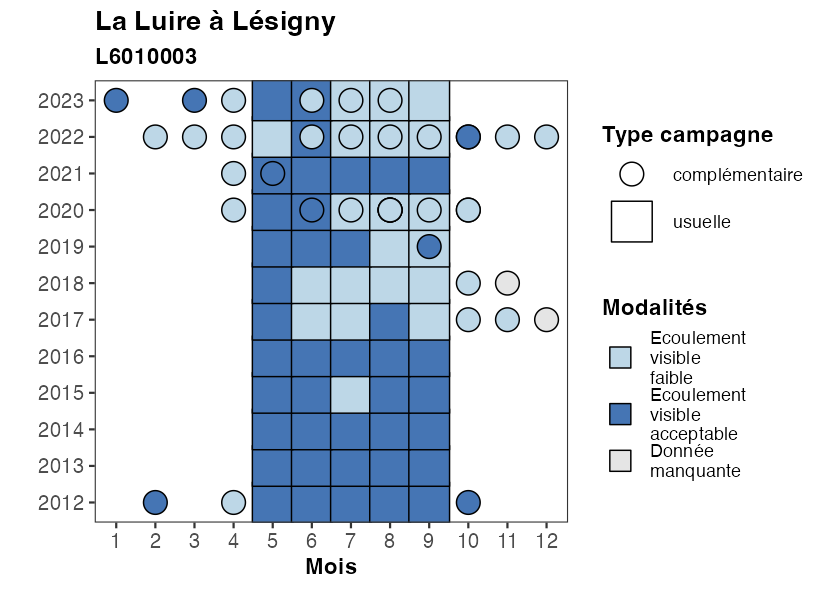 La Luire à Lésigny
L6010003
2023
2022
2021
2020
2019
2018
2017
2016
2015
2014
2013
2012
1 2 3 4 5 6 7 8 9 10 11 12
Mois
Type campagne
complémentaire
usuelle
Modalités
Ecoulement
visible
faible
Ecoulement
visible
acceptable
Donnée
manquante